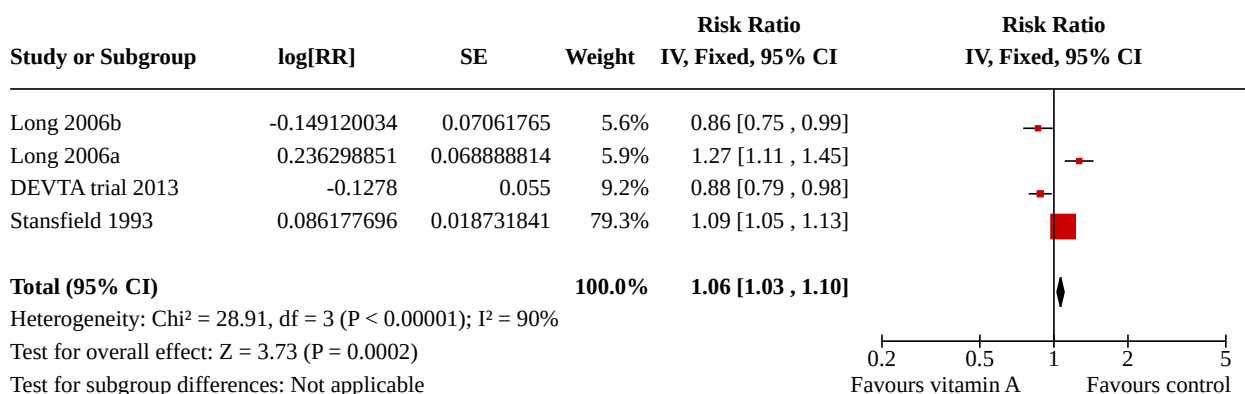 Risk Ratio Risk Ratio
Study or Subgroup log[RR] SE Weight IV, Fixed, 95% CI IV, Fixed, 95% CI
Long 2006b -0.149120034 0.07061765 5.6% 0.86 [0.75 , 0.99]
Long 2006a 0.236298851 0.068888814 5.9% 1.27 [1.11 , 1.45]
DEVTA trial 2013 -0.1278 0.055 9.2% 0.88 [0.79 , 0.98]
Stansfield 1993 0.086177696 0.018731841 79.3% 1.09 [1.05 , 1.13]
Total (95% CI) 100.0% 1.06 [1.03 , 1.10]
Heterogeneity: Chi² = 28.91, df = 3 (P < 0.00001); I² = 90%
Test for overall effect: Z = 3.73 (P = 0.0002)
0.2 0.5 1 2 5
Test for subgroup differences: Not applicable Favours vitamin A Favours control